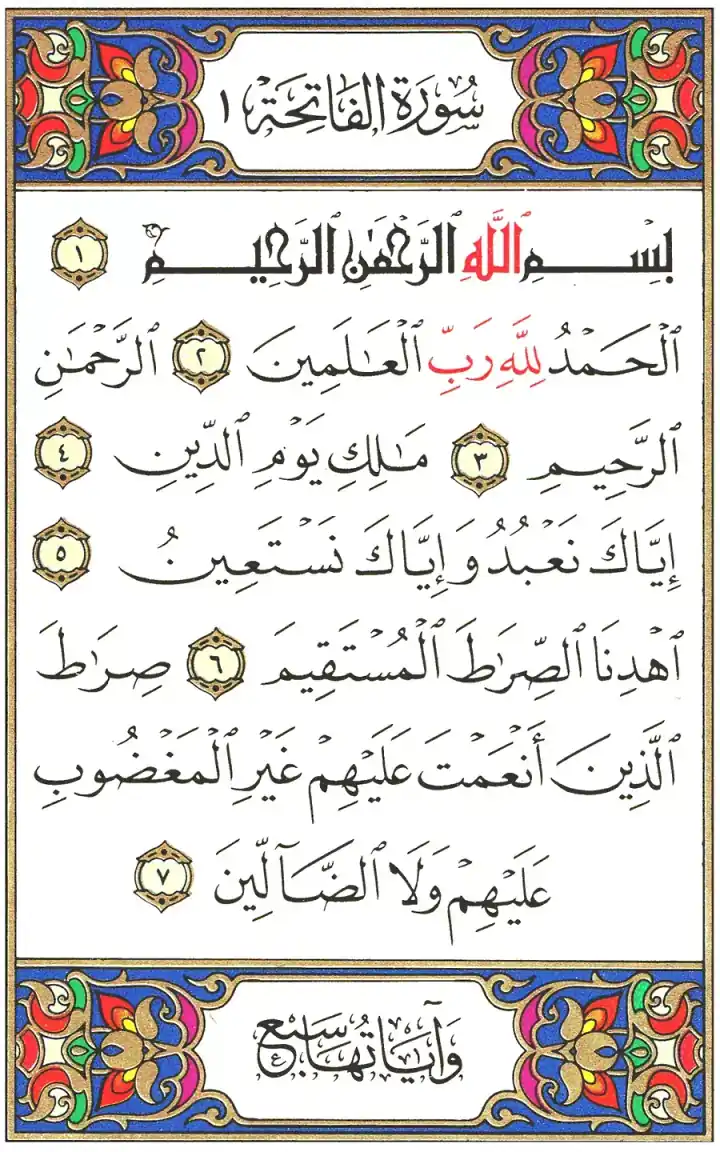 سُورَةُ الفَاتِحَة ١
بِسْمِ ٱللَّهِ ٱلرَّحْمَٰنِ ٱلرَّحِيمِ ١
ٱلْحَمْدُ لِلَّهِ رَبِّ ٱلْعَٰلَمِينَ ٢ ٱلرَّحْمَٰنِ
ٱلرَّحِيمِ ٣ مَٰلِكِ يَوْمِ ٱلدِّينِ ٤
إِيَّاكَ نَعْبُدُ وَإِيَّاكَ نَسْتَعِينُ ٥
ٱهْدِنَا ٱلصِّرَٰطَ ٱلْمُسْتَقِيمَ ٦ صِرَٰطَ
ٱلَّذِينَ أَنْعَمْتَ عَلَيْهِمْ غَيْرِ ٱلْمَغْضُوبِ
عَلَيْهِمْ وَلَا ٱلضَّآلِّينَ ٧
وَآيَاتُهَا سَبْع